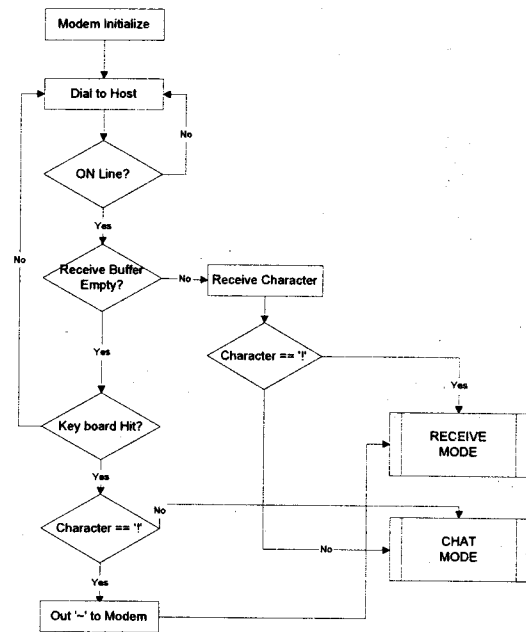 Modem Initialize
Dial to Host
No
ON Line?
Yes
No
Receive Buffer
Empty?
No
Receive Character
Yes
Character == '!'
Yes
Key board Hit?
RECEIVE
MODE
Yes
No
Character == '!'
CHAT
MODE
No
Yes
Out '~' to Modem